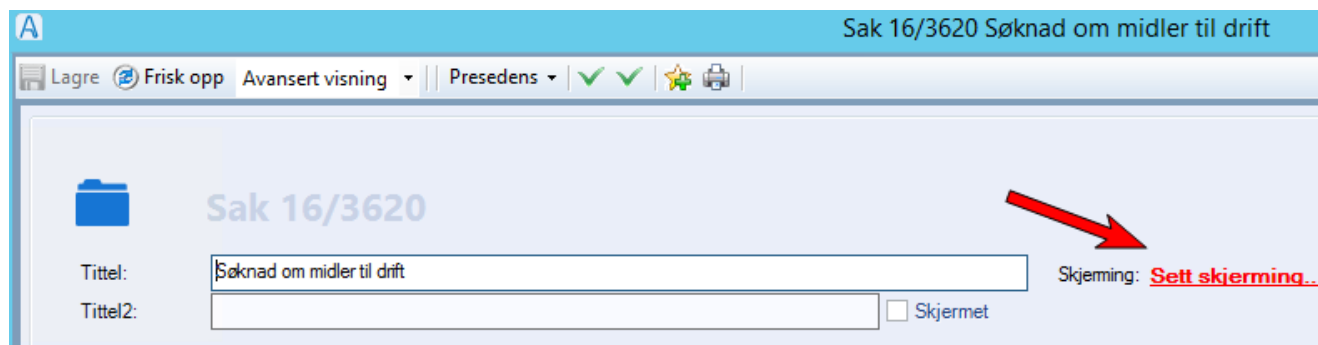 Sak 16/3620 Søknad om midler til drift
Lagre Frisk opp Avansert visning Presedens
Sak 16/3620
Tittel: Søknad om midler til drift Skjerming: Sett skjerming...
Tittel2: Skjermet